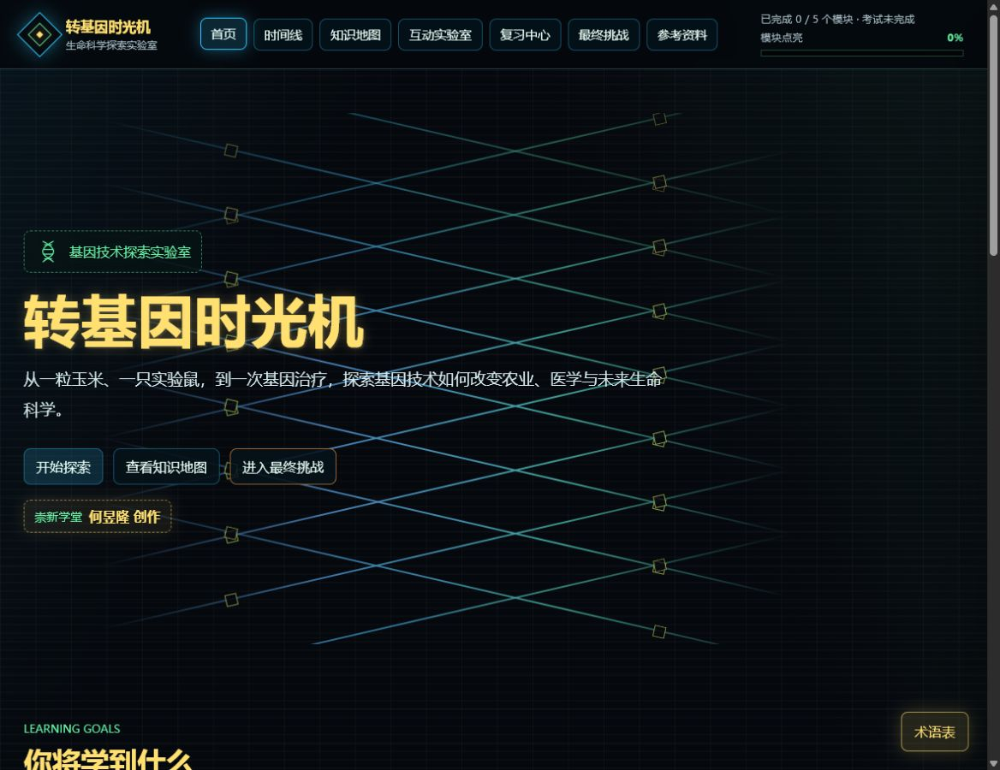 转基因时光机
生命科学探索实验室
首页
时间线
知识地图
互动实验室
复习中心
最终挑战
参考资料
已完成 0 / 5 个模块 · 考试未完成
模块点亮 0%
基因技术探索实验室
转基因时光机
从一粒玉米、一只实验鼠，到一次基因治疗，探索基因技术如何改变农业、医学与未来生命
科学。
开始探索
查看知识地图
进入最终挑战
崇新学堂 何昱隆 创作
LEARNING GOALS
你将学到什么
术语表